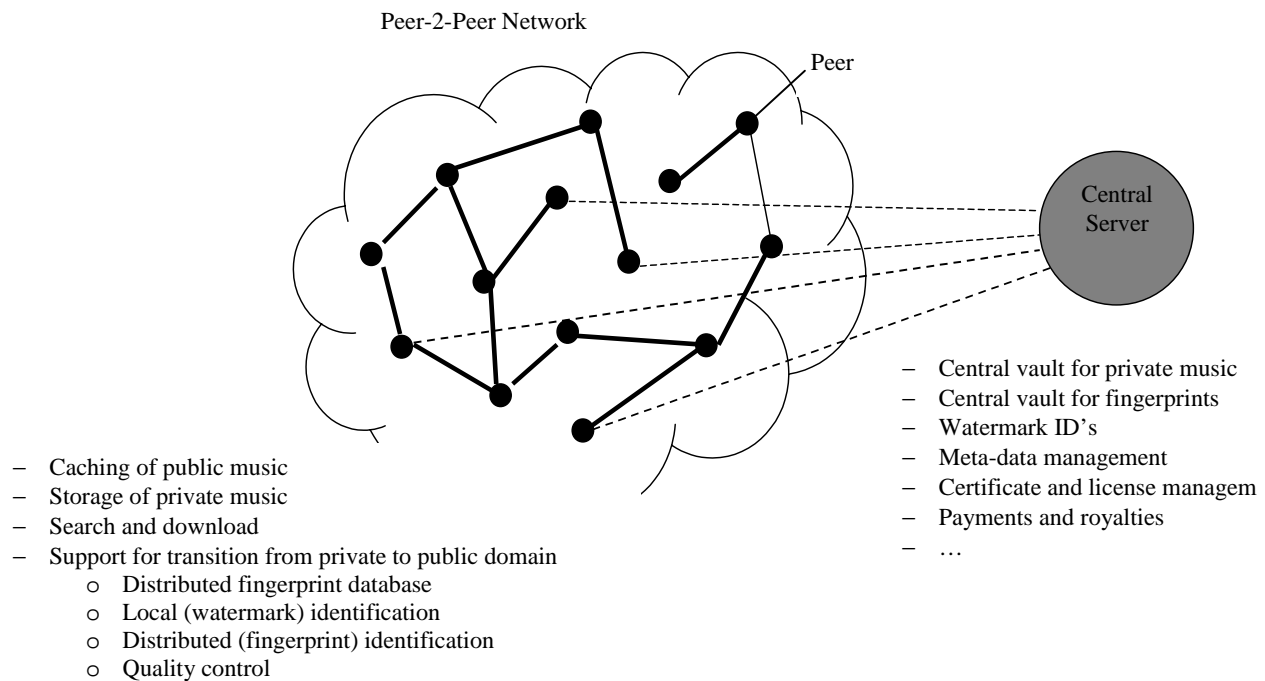 Peer-2-Peer Network
Peer
Central
Server
– Central vault for private music
– Central vault for fingerprints
– Watermark ID’s
– Meta-data management
– Certificate and license managem
– Payments and royalties
– …
– Caching of public music
– Storage of private music
– Search and download
– Support for transition from private to public domain
o Distributed fingerprint database
o Local (watermark) identification
o Distributed (fingerprint) identification
o Quality control